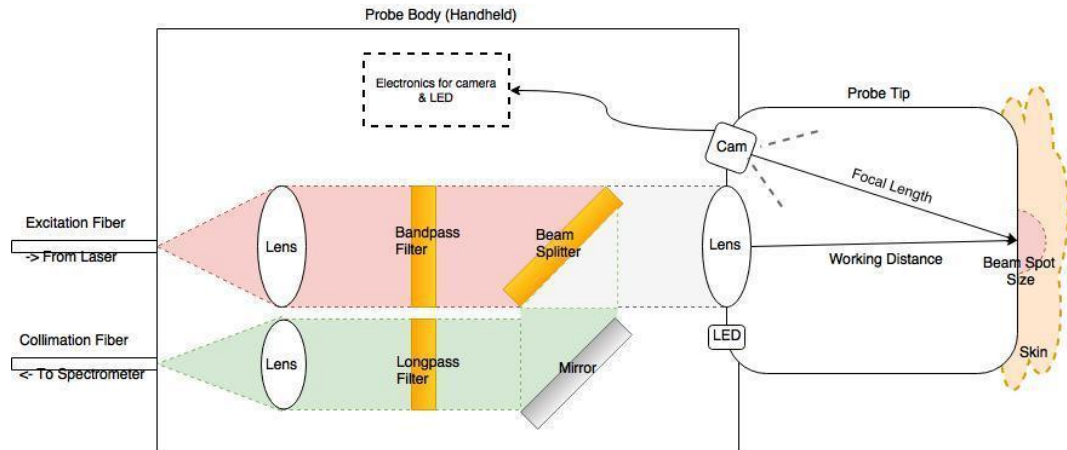 Probe Body (Handheld)
Electronics for camera
& LED
Probe Tip
Cam
Focal Length
Excitation Fiber
-> From Laser
Lens
Bandpass
Filter
Beam
Splitter
Lens
Working Distance
Beam Spot
Size
Collimation Fiber
<- To Spectrometer
Lens
Longpass
Filter
Mirror
LED
Skin